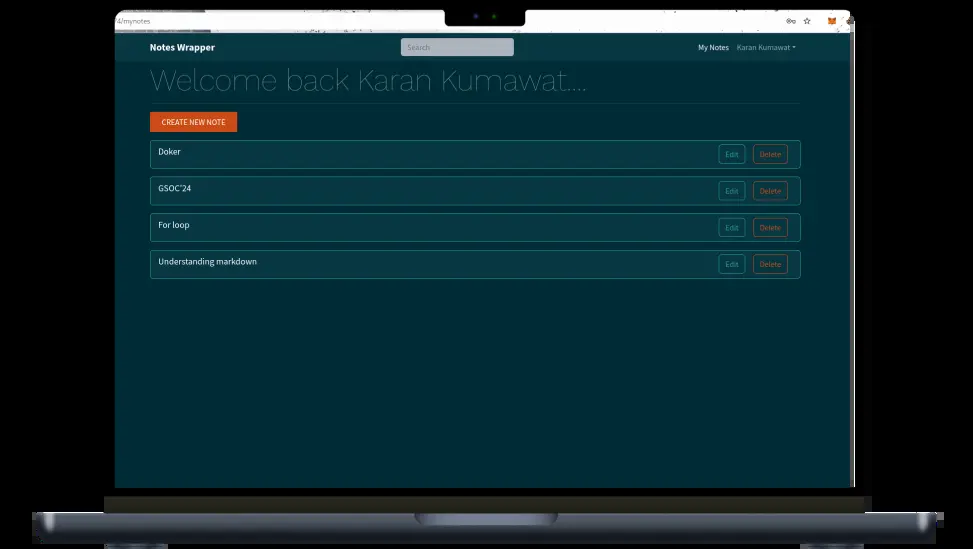 /4/mynotes
Notes Wrapper
Search
My Notes
Karan Kumawat
Welcome back Karan Kumawat....
CREATE NEW NOTE
Doker
Edit
Delete
GSOC'24
Edit
Delete
For loop
Edit
Delete
Understanding markdown
Edit
Delete